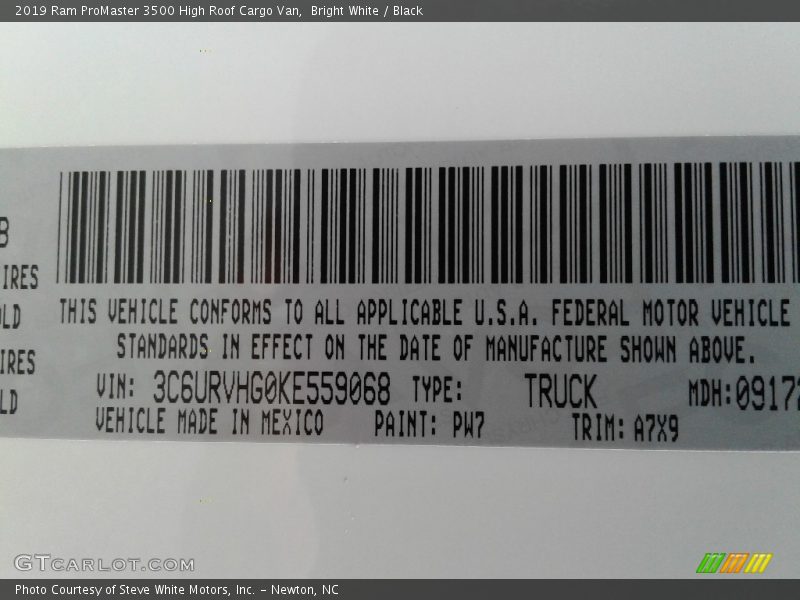 2019 Ram ProMaster 3500 High Roof Cargo Van,  Bright White / Black
B
IRES
OLD
IRES
LD
THIS VEHICLE CONFORMS TO ALL APPLICABLE U.S.A. FEDERAL MOTOR VEHICLE
STANDARDS IN EFFECT ON THE DATE OF MANUFACTURE SHOWN ABOVE.
VIN: 3C6URVHG0KE559068 TYPE: TRUCK MDH: 09172
VEHICLE MADE IN MEXICO PAINT: PW7 TRIM: A7X9
GTCARLOT.COM
Photo Courtesy of Steve White Motors, Inc. – Newton, NC